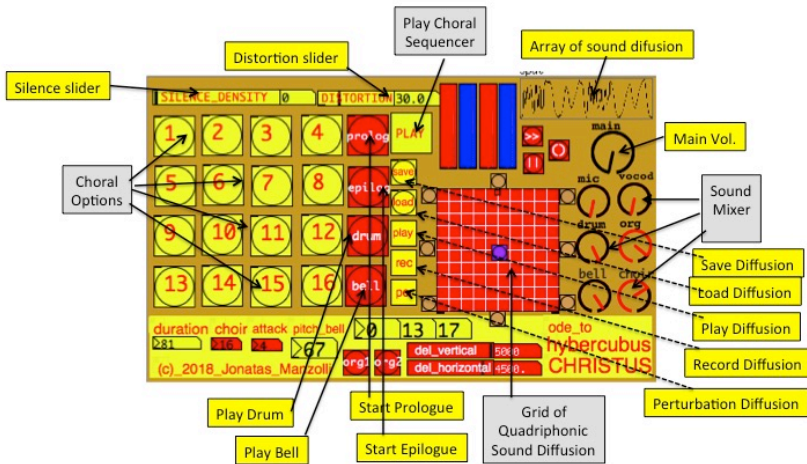 Play Choral
Sequencer
Array of sound difusion
Distortion slider
Silence slider
SILENCE_DENSITY 0 DISTORTION 30.0
1 2 3 4 prolog PLAY
main
Main Vol.
>>
mic vocod
save
Choral
Options
5 6 7 8 epilog
load
Sound
Mixer
drum org
9 10 11 12 drum play
rec
Save Diffusion
bell choir
13 14 15 16 bell
Load Diffusion
Play Diffusion
duration choir attack pitch_bell
>0 13 17
ode_to
hybercubus
CHRISTUS
>81 >16 >4 >67
org1 org2
del_vertical 5000
del_horizontal 4500.
(c)_2018_Jonatas_Manzolli
Record Diffusion
Perturbation Diffusion
Play Drum
Start Prologue
Grid of
Quadriphonic
Sound Diffusion
Play Bell
Start Epilogue